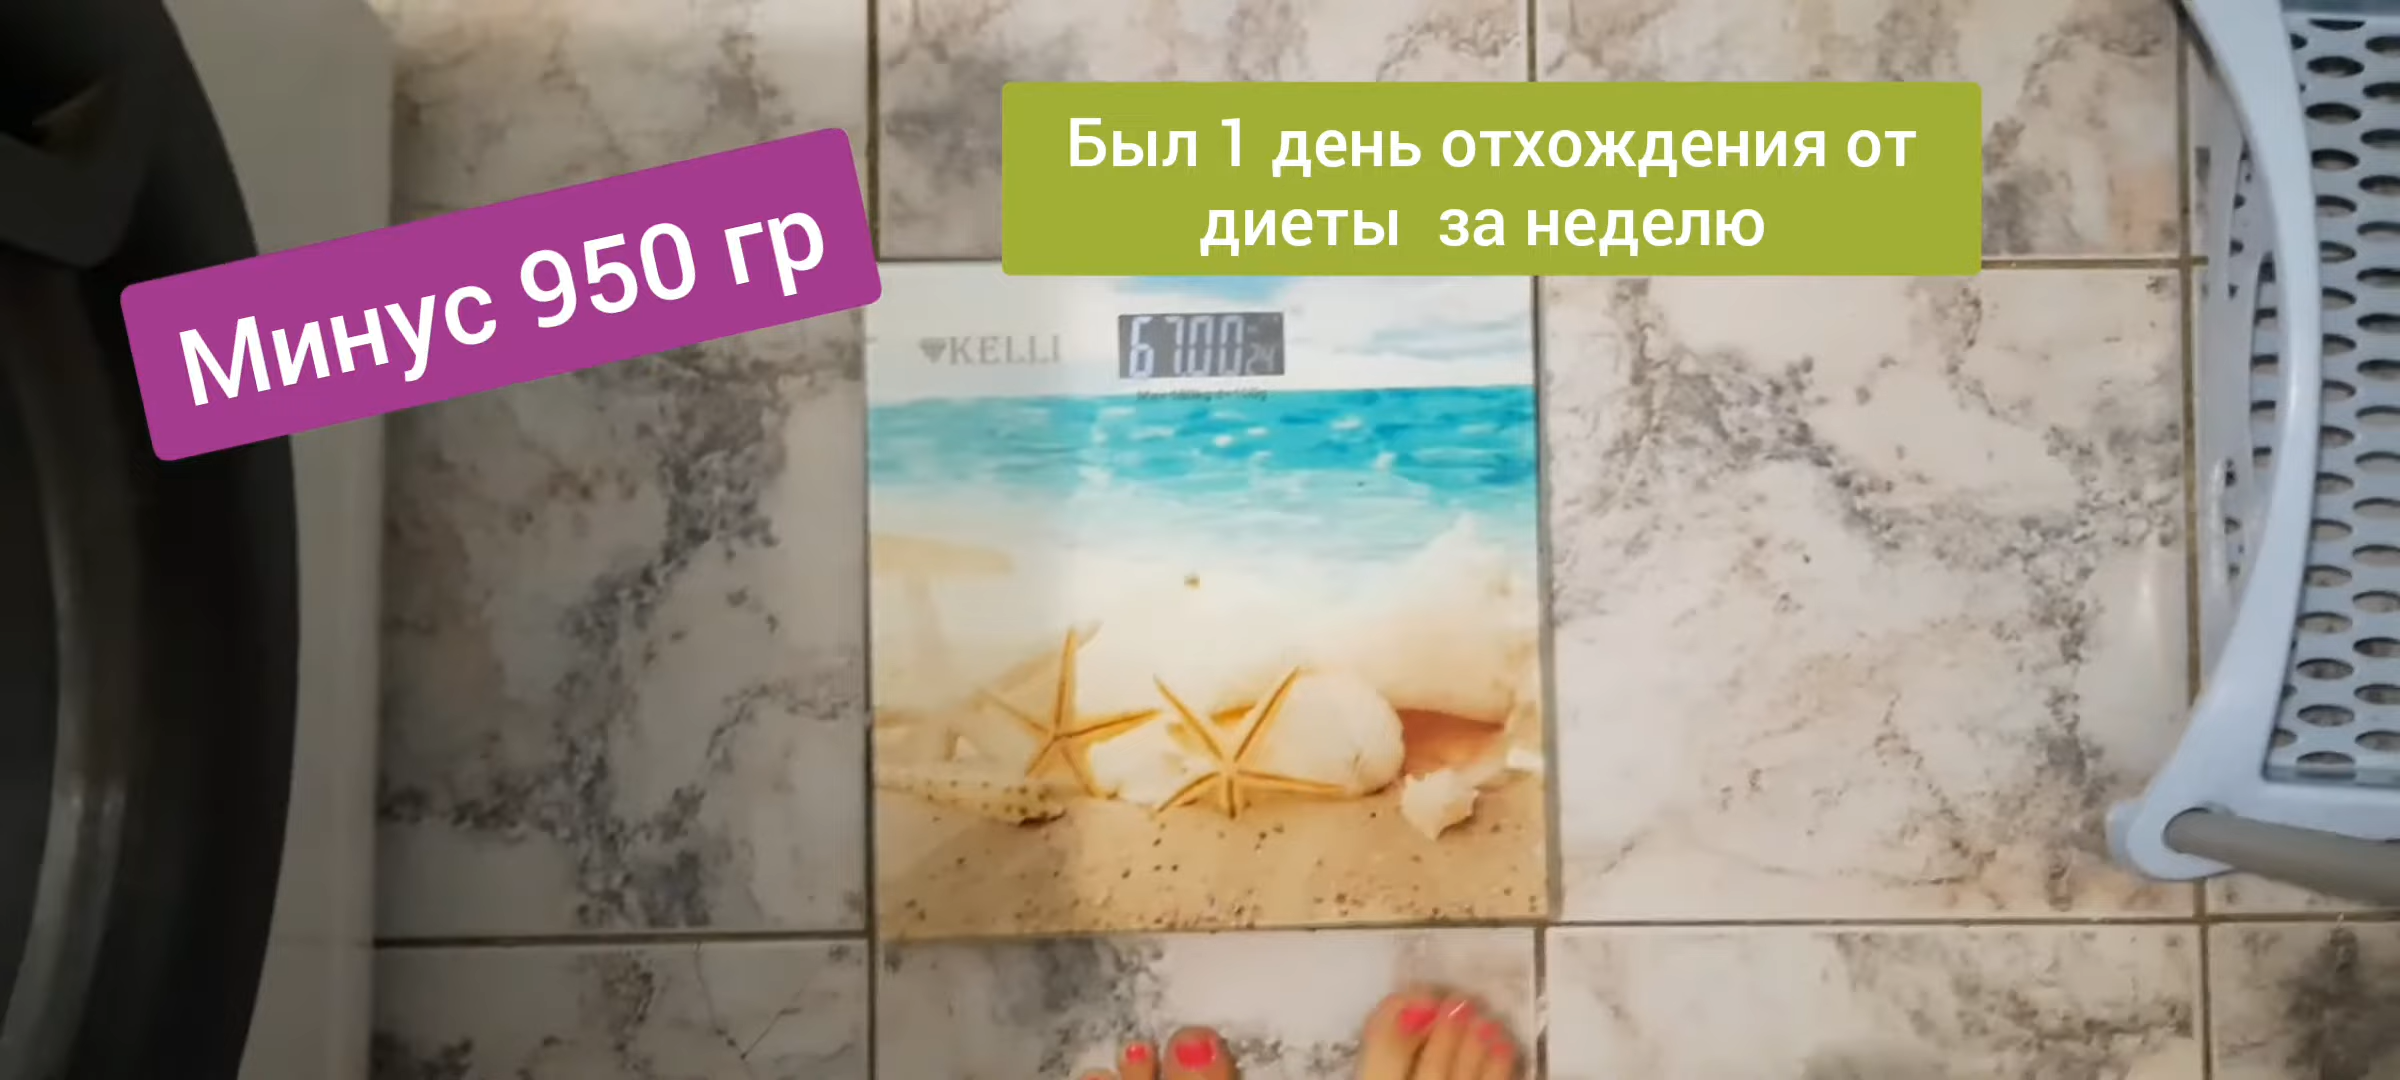 Минус 950 гр
Был 1 день отхождения от
диеты за неделю
KELLI
67.00